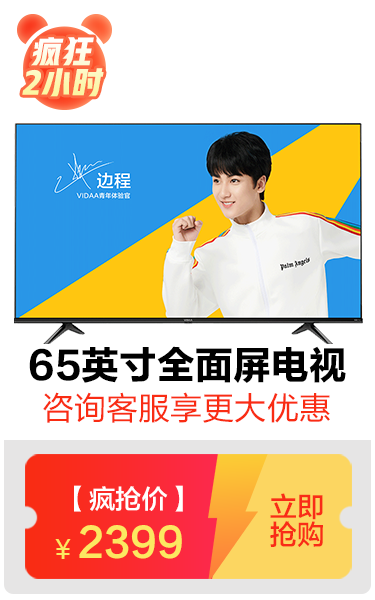 疯狂
2小时
边程
VIDAA青年体验官
Palm Angels
65英寸全面屏电视
咨询客服享更大优惠
【疯抢价】
¥2399
立即
抢购